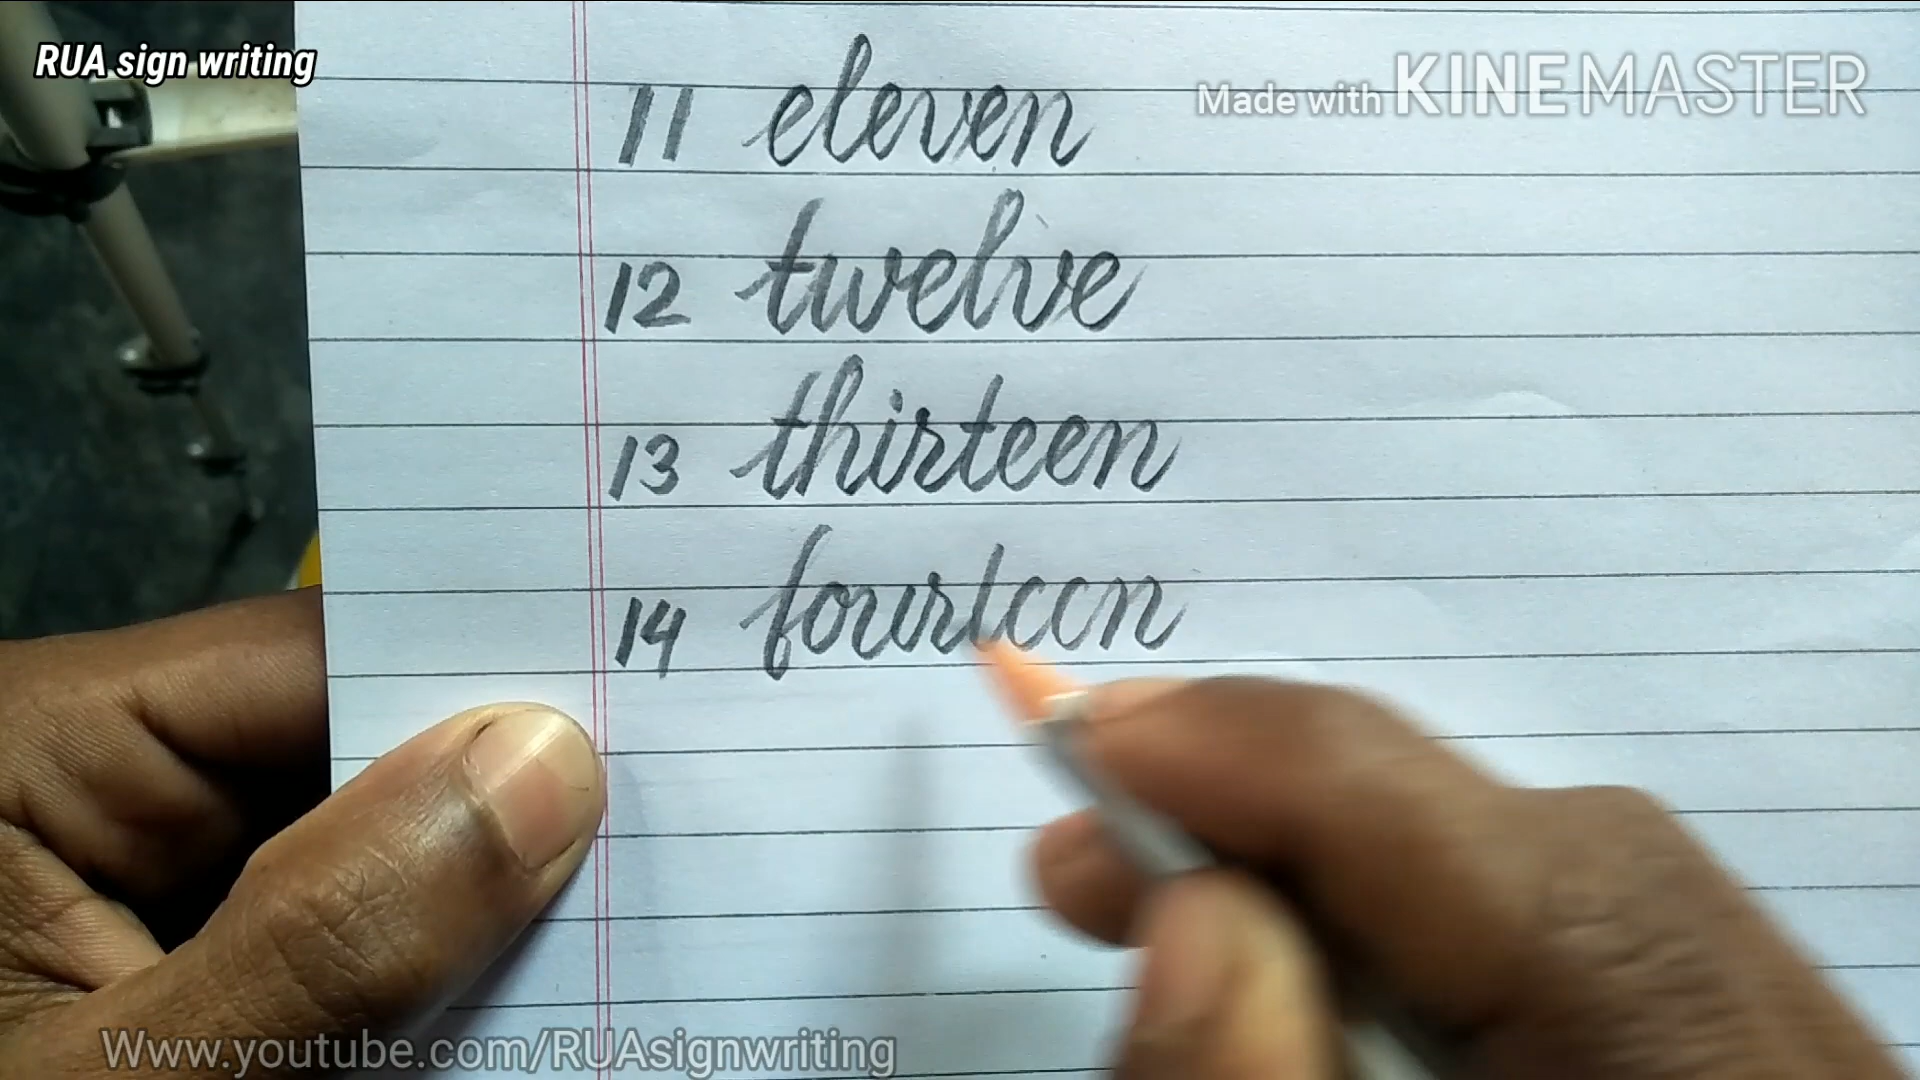 RUA sign writing
Made with KINEMASTER
11 eleven
12 twelve
13 thirteen
14 fourteen
Www.youtube.com/RUAsignwriting